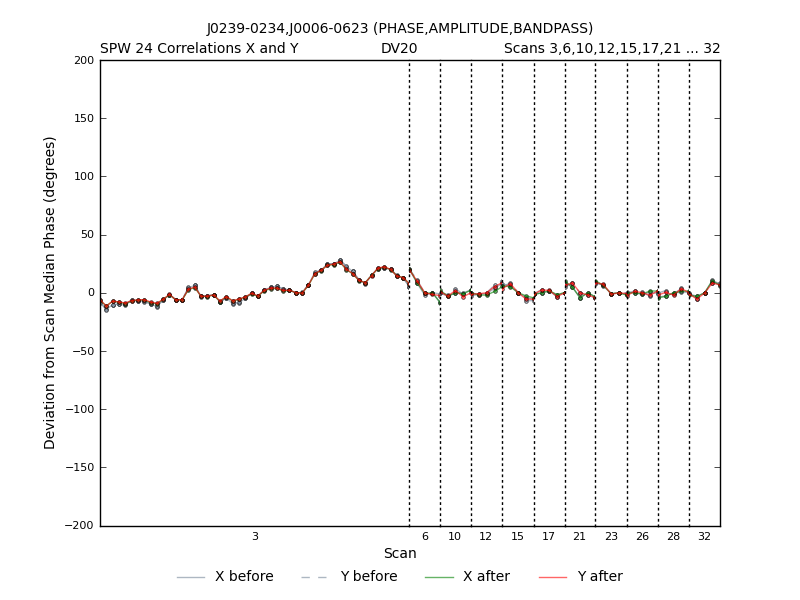 J0239-0234,J0006-0623 (PHASE,AMPLITUDE,BANDPASS)
SPW 24 Correlations X and Y DV20 Scans 3,6,10,12,15,17,21 ... 32
200
150
100
50
0
−50
−100
−150
−200
Deviation from Scan Median Phase (degrees)
3 6 10 12 15 17 21 23 26 28 32
Scan
X before Y before X after Y after